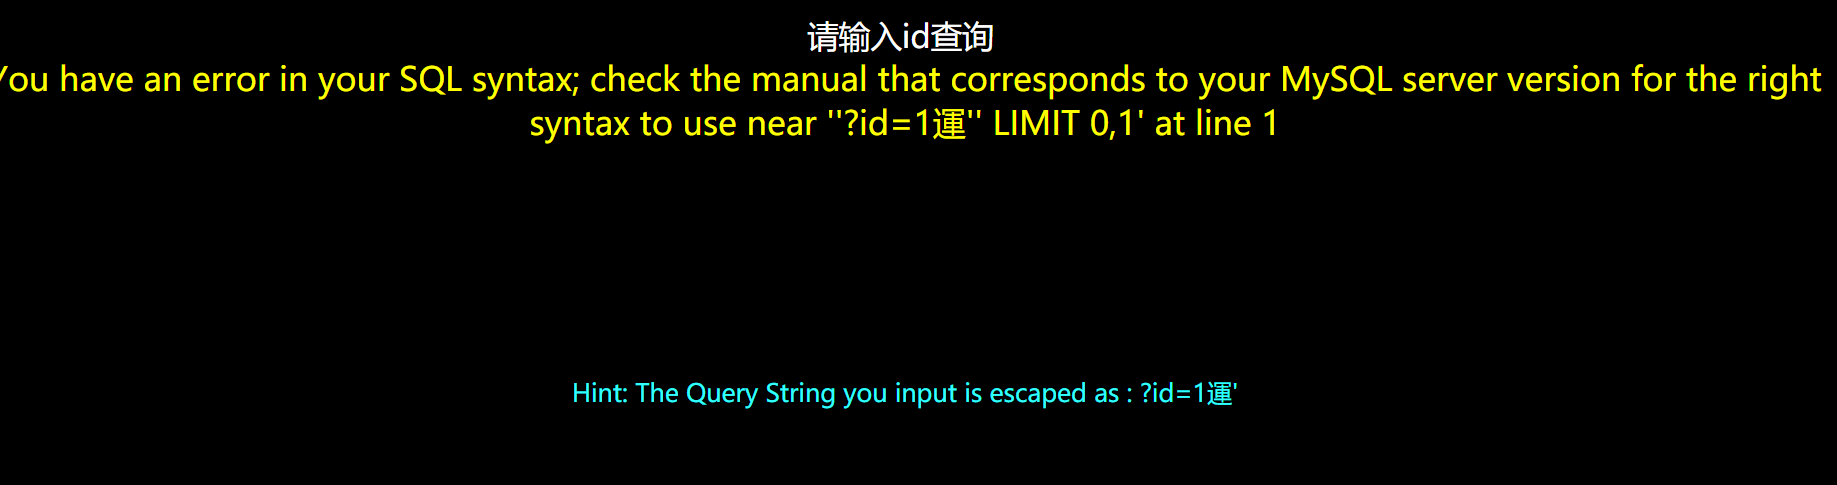 请输入id查询
You have an error in your SQL syntax; check the manual that corresponds to your MySQL server version for the right
syntax to use near ''?id=1運'' LIMIT 0,1' at line 1
Hint: The Query String you input is escaped as : ?id=1運'